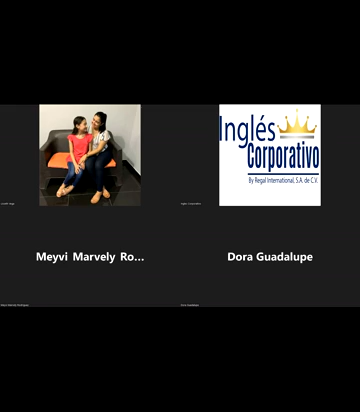 Inglés
Corporativo
By Regal International, S.A. de C.V.
Meyvi Marvely Ro...
Dora Guadalupe